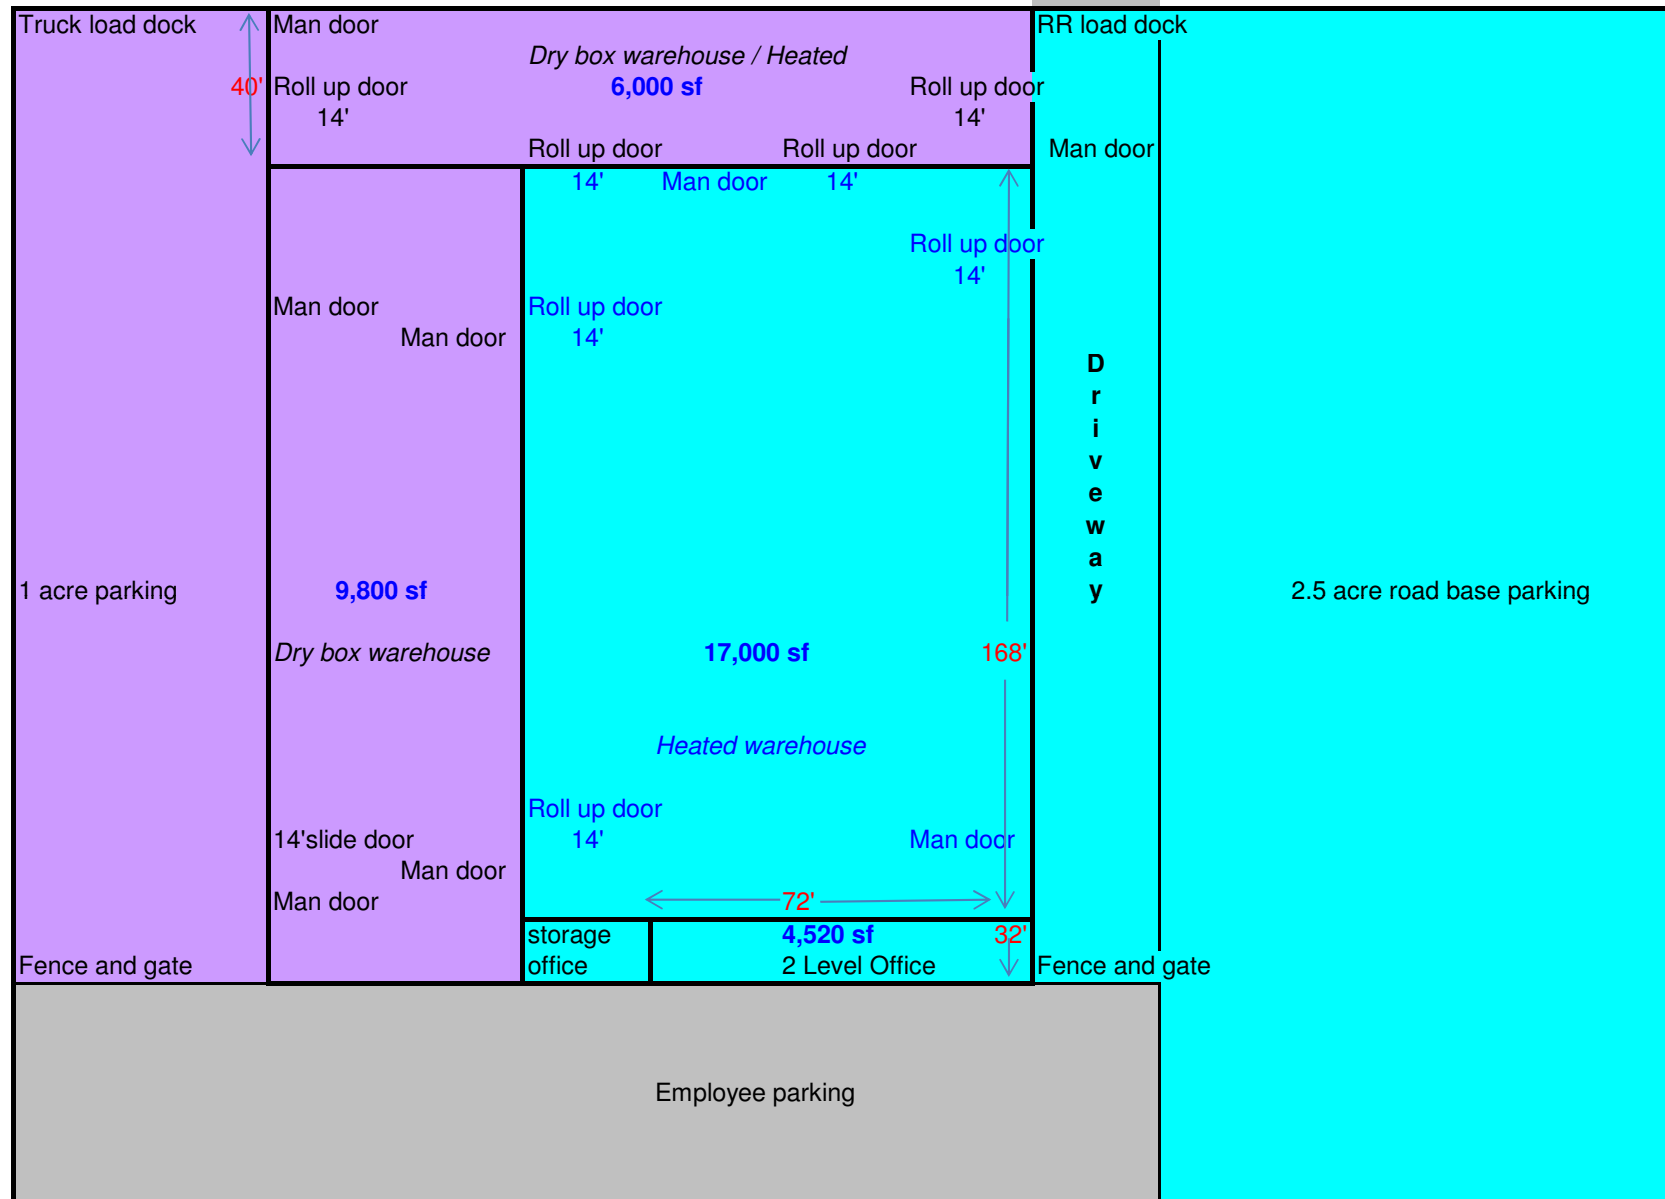 Truck load dock
Man door
RR load dock
Dry box warehouse / Heated
40'
Roll up door
6,000 sf
Roll up door
14'
14'
Roll up door
Roll up door
Man door
14'
Man door
14'
Roll up door
14'
Man door
Roll up door
Man door
14'
D
r
i
v
e
w
a
y
1 acre parking
9,800 sf
2.5 acre road base parking
Dry box warehouse
17,000 sf
168'
Heated warehouse
Roll up door
14'slide door
14'
Man door
Man door
Man door
72'
storage
4,520 sf
32'
Fence and gate
office
2 Level Office
Fence and gate
Employee parking